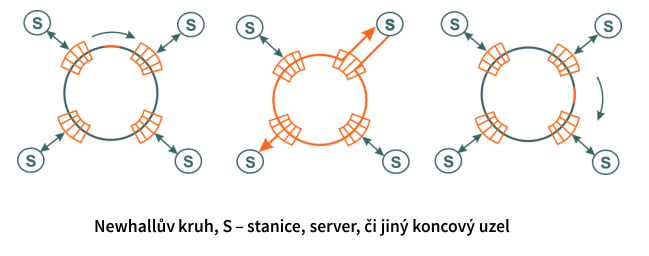 S S S S S S
S S S S S S
Newhallův kruh, S – stanice, server, či jiný koncový uzel